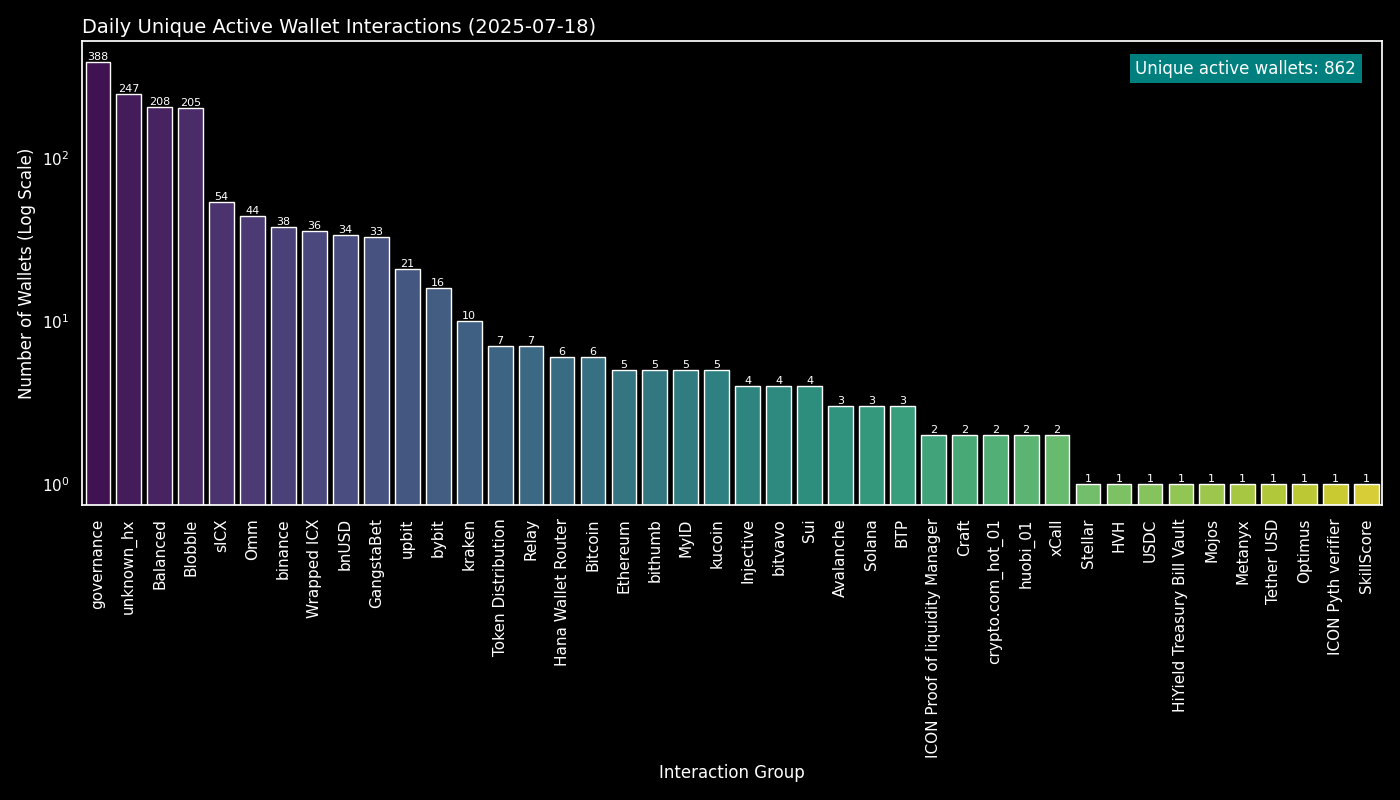 Daily Unique Active Wallet Interactions (2025-07-18)
Unique active wallets: 862
Number of Wallets (Log Scale)
10²
10¹
10⁰
388
247
208
205
54
44
38
36
34
33
21
16
10
7
7
6
6
5
5
5
5
4
4
4
3
3
3
2
2
2
2
2
1
1
1
1
1
1
1
1
1
1
governance
unknown_hx
Balanced
Blobble
sICX
Omm
binance
Wrapped ICX
bnUSD
GangstaBet
upbit
bybit
kraken
Token Distribution
Relay
Hana Wallet Router
Bitcoin
Ethereum
bithumb
MyID
kucoin
Injective
bitvavo
Sui
Avalanche
Solana
BTP
ICON Proof of liquidity Manager
Craft
crypto.com_hot_01
huobi_01
xCall
Stellar
HVH
USDC
HiYield Treasury Bill Vault
Mojos
Metanyx
Tether USD
Optimus
ICON Pyth verifier
SkillScore
Interaction Group